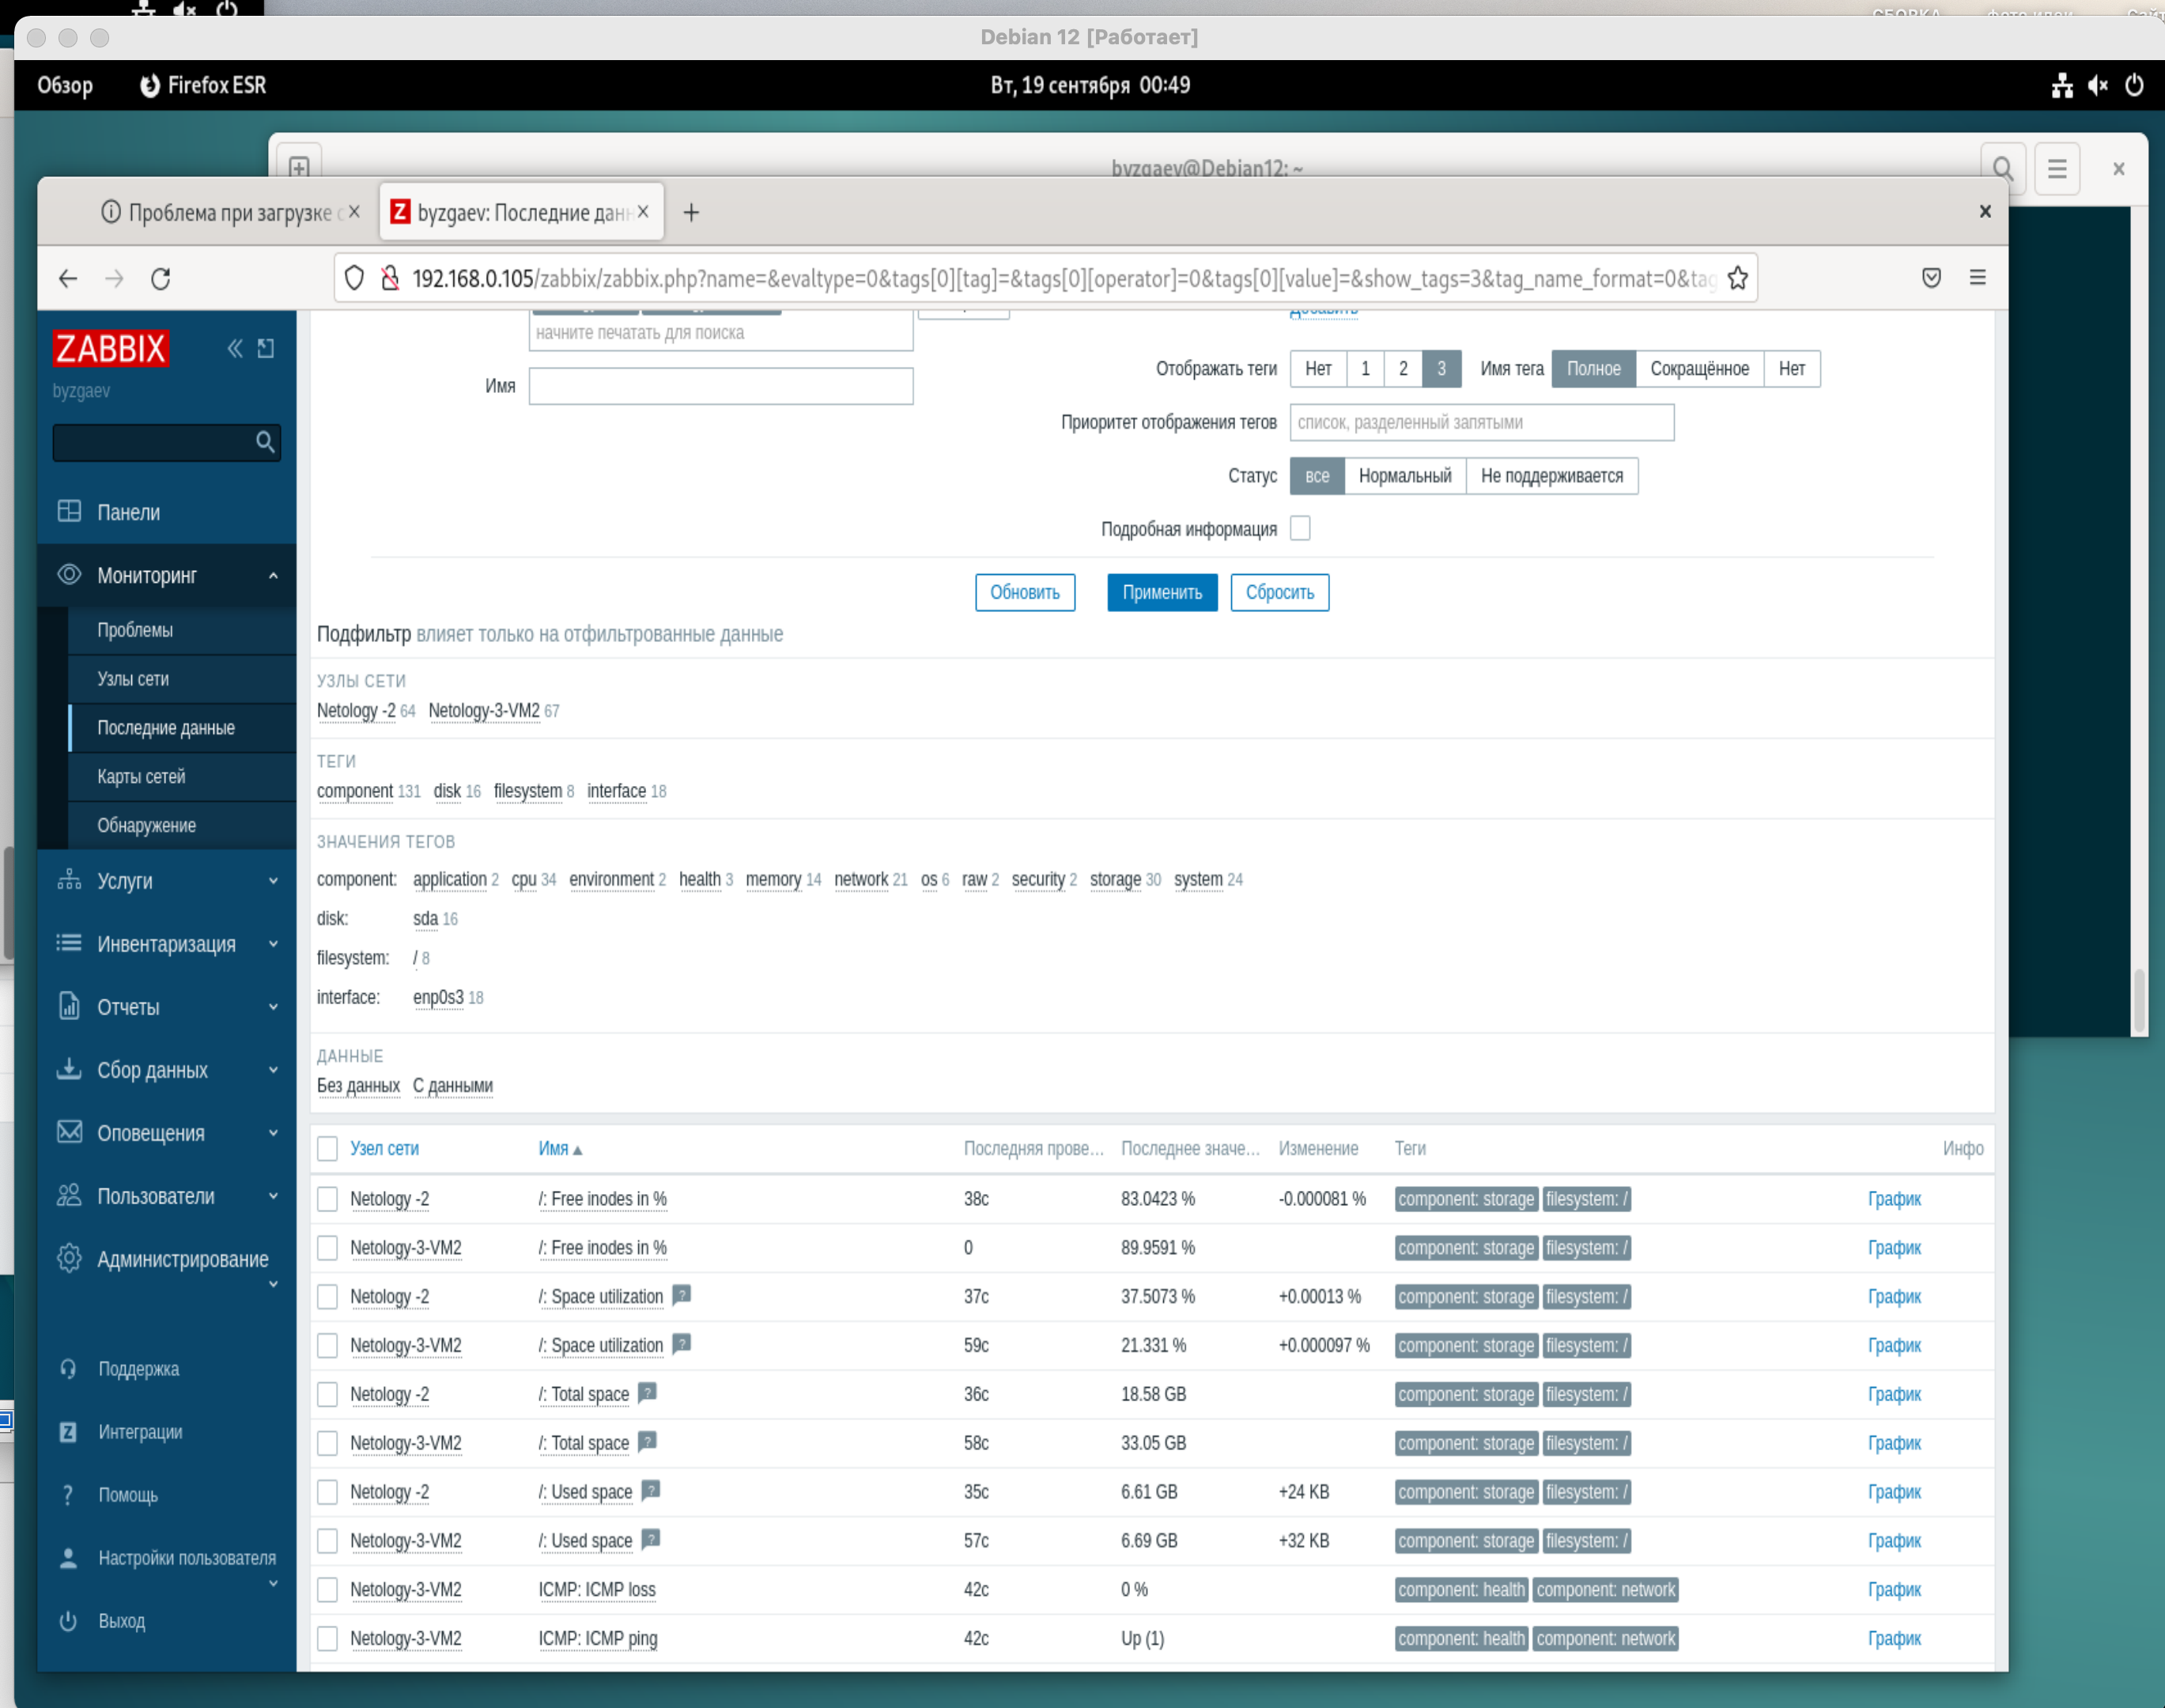 Debian 12 [Работает]
Обзор Firefox ESR Вт, 19 сентября 00:49
byzgaev@Debian12: ~
Проблема при загрузке с byzgaev: Последние дан
192.168.0.105/zabbix/zabbix.php?name=&evaltype=0&tags[0][tag]=&tags[0][operator]=0&tags[0][value]=&show_tags=3&tag_name_format=0&tag
ZABBIX
byzgaev
Панели
Мониторинг
Проблемы
Узлы сети
Последние данные
Карты сетей
Обнаружение
Услуги
Инвентаризация
Отчеты
Сбор данных
Оповещения
Пользователи
Администрирование
Поддержка
Интеграции
Помощь
Настройки пользователя
Выход
начните печатать для поиска
Имя
Добавить
Отображать теги Нет 1 2 3 Имя тега Полное Сокращённое Нет
Приоритет отображения тегов список, разделенный запятыми
Статус все Нормальный Не поддерживается
Подробная информация
Обновить Применить Сбросить
Подфильтр влияет только на отфильтрованные данные
УЗЛЫ СЕТИ
Netology -2 64 Netology-3-VM2 67
ТЕГИ
component 131 disk 16 filesystem 8 interface 18
ЗНАЧЕНИЯ ТЕГОВ
component: application 2 cpu 34 environment 2 health 3 memory 14 network 21 os 6 raw 2 security 2 storage 30 system 24
disk: sda 16
filesystem: / 8
interface: enp0s3 18
ДАННЫЕ
Без данных С данными
Узел сети Имя ▲ Последняя прове... Последнее значе... Изменение Теги Инфо
Netology -2 /: Free inodes in % 38с 83.0423 % -0.000081 % component: storage filesystem: / График
Netology-3-VM2 /: Free inodes in % 0 89.9591 % component: storage filesystem: / График
Netology -2 /: Space utilization ? 37с 37.5073 % +0.00013 % component: storage filesystem: / График
Netology-3-VM2 /: Space utilization ? 59с 21.331 % +0.000097 % component: storage filesystem: / График
Netology -2 /: Total space ? 36с 18.58 GB component: storage filesystem: / График
Netology-3-VM2 /: Total space ? 58с 33.05 GB component: storage filesystem: / График
Netology -2 /: Used space ? 35с 6.61 GB +24 KB component: storage filesystem: / График
Netology-3-VM2 /: Used space ? 57с 6.69 GB +32 KB component: storage filesystem: / График
Netology-3-VM2 ICMP: ICMP loss 42с 0 % component: health component: network График
Netology-3-VM2 ICMP: ICMP ping 42с Up (1) component: health component: network График